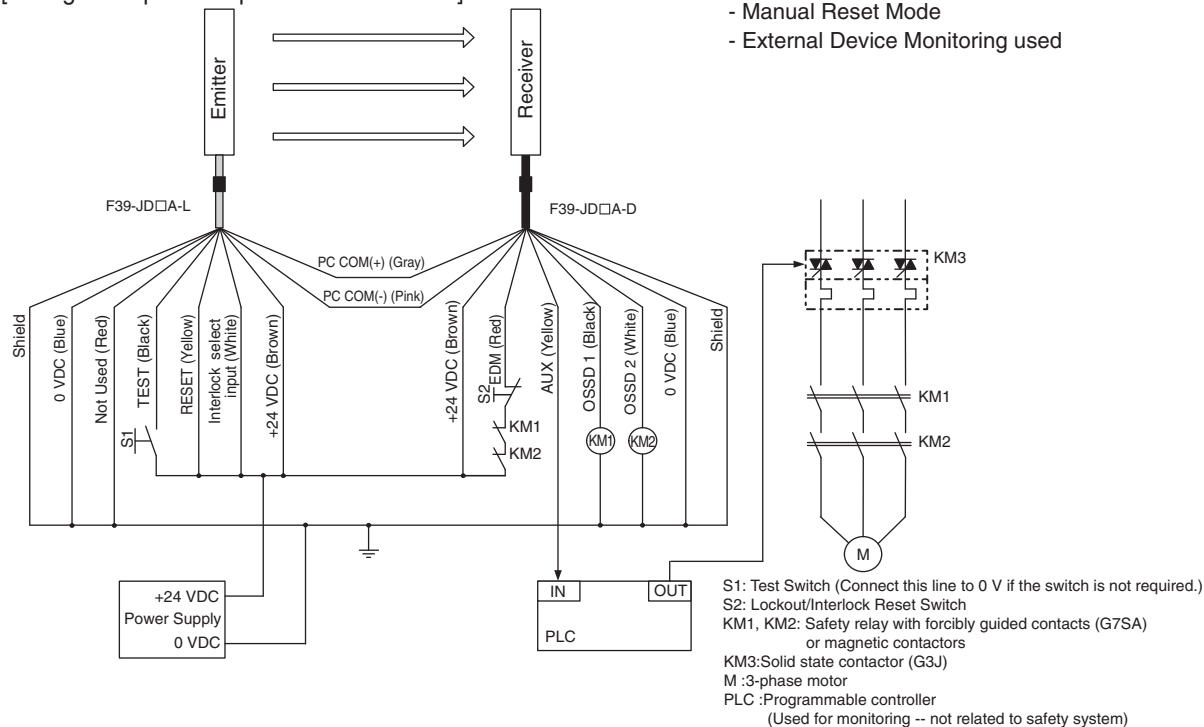 - Manual Reset Mode
- External Device Monitoring used
Emitter
Receiver
F39-JD□A-L
F39-JD□A-D
PC COM(+) (Gray)
PC COM(-) (Pink)
Shield
0 VDC (Blue)
Not Used (Red)
TEST (Black)
RESET (Yellow)
Interlock select
input (White)
+24 VDC (Brown)
+24 VDC (Brown)
EDM (Red)
AUX (Yellow)
OSSD 1 (Black)
OSSD 2 (White)
0 VDC (Blue)
Shield
S1
S2
KM1
KM2
KM1
KM2
KM3
KM1
KM2
M
+24 VDC
Power Supply
0 VDC
IN
OUT
PLC
S1: Test Switch (Connect this line to 0 V if the switch is not required.)
S2: Lockout/Interlock Reset Switch
KM1, KM2: Safety relay with forcibly guided contacts (G7SA)
or magnetic contactors
KM3:Solid state contactor (G3J)
M :3-phase motor
PLC :Programmable controller
(Used for monitoring -- not related to safety system)